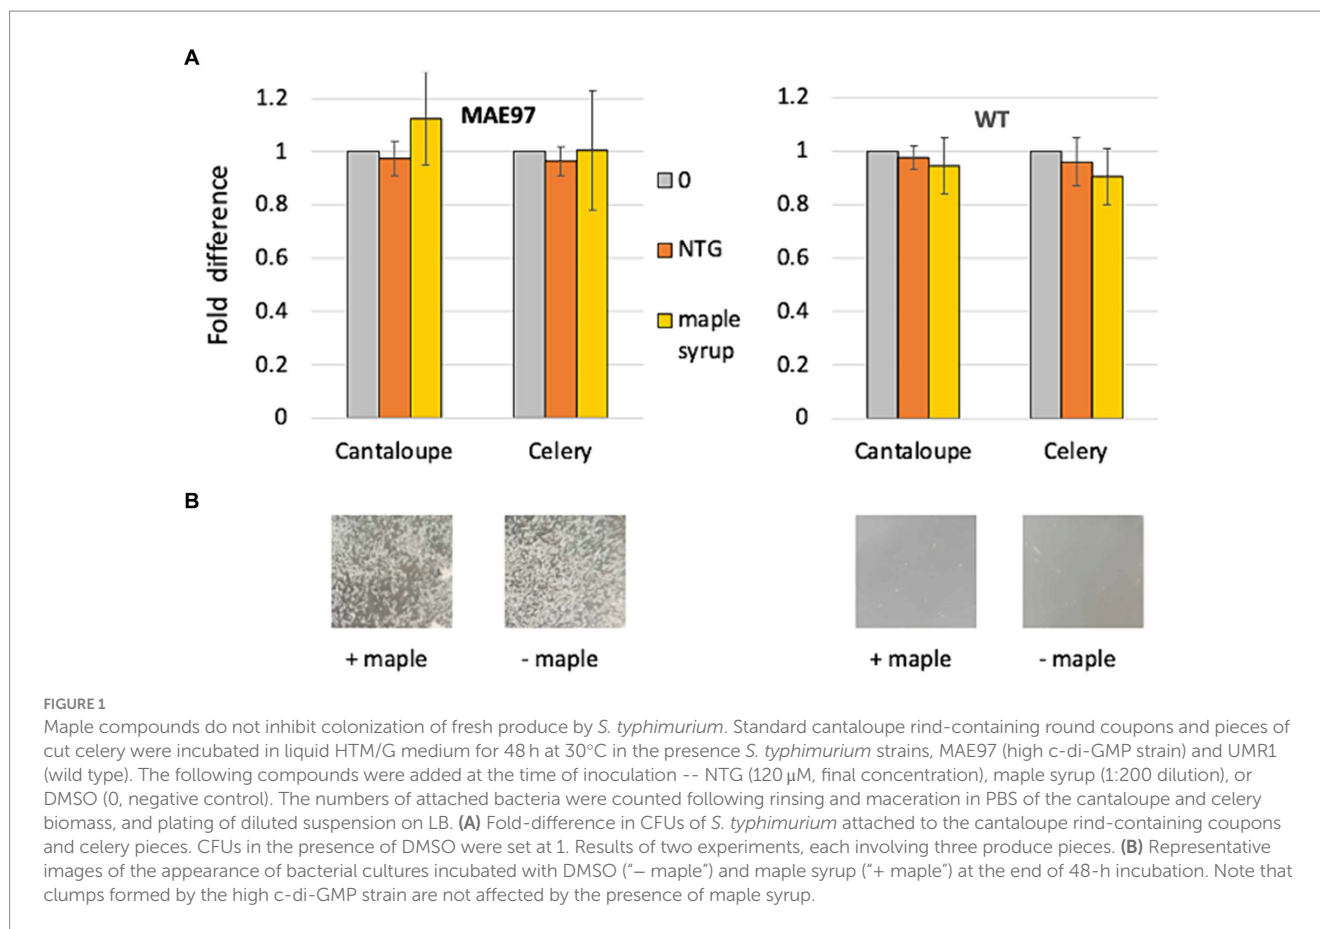 A
1.2
1
0.8
0.6
0.4
0.2
0
Fold difference
MAE97
Cantaloupe
Celery
0
NTG
maple
syrup
1.2
1
0.8
0.6
0.4
0.2
0
WT
Cantaloupe
Celery
B
+ maple
- maple
+ maple
- maple
FIGURE 1
Maple compounds do not inhibit colonization of fresh produce by S. typhimurium. Standard cantaloupe rind-containing round coupons and pieces of
cut celery were incubated in liquid HTM/G medium for 48 h at 30°C in the presence S. typhimurium strains, MAE97 (high c-di-GMP strain) and UMR1
(wild type). The following compounds were added at the time of inoculation -- NTG (120 μM, final concentration), maple syrup (1:200 dilution), or
DMSO (0, negative control). The numbers of attached bacteria were counted following rinsing and maceration in PBS of the cantaloupe and celery
biomass, and plating of diluted suspension on LB. (A) Fold-difference in CFUs of S. typhimurium attached to the cantaloupe rind-containing coupons
and celery pieces. CFUs in the presence of DMSO were set at 1. Results of two experiments, each involving three produce pieces. (B) Representative
images of the appearance of bacterial cultures incubated with DMSO (“− maple”) and maple syrup (“+ maple”) at the end of 48-h incubation. Note that
clumps formed by the high c-di-GMP strain are not affected by the presence of maple syrup.